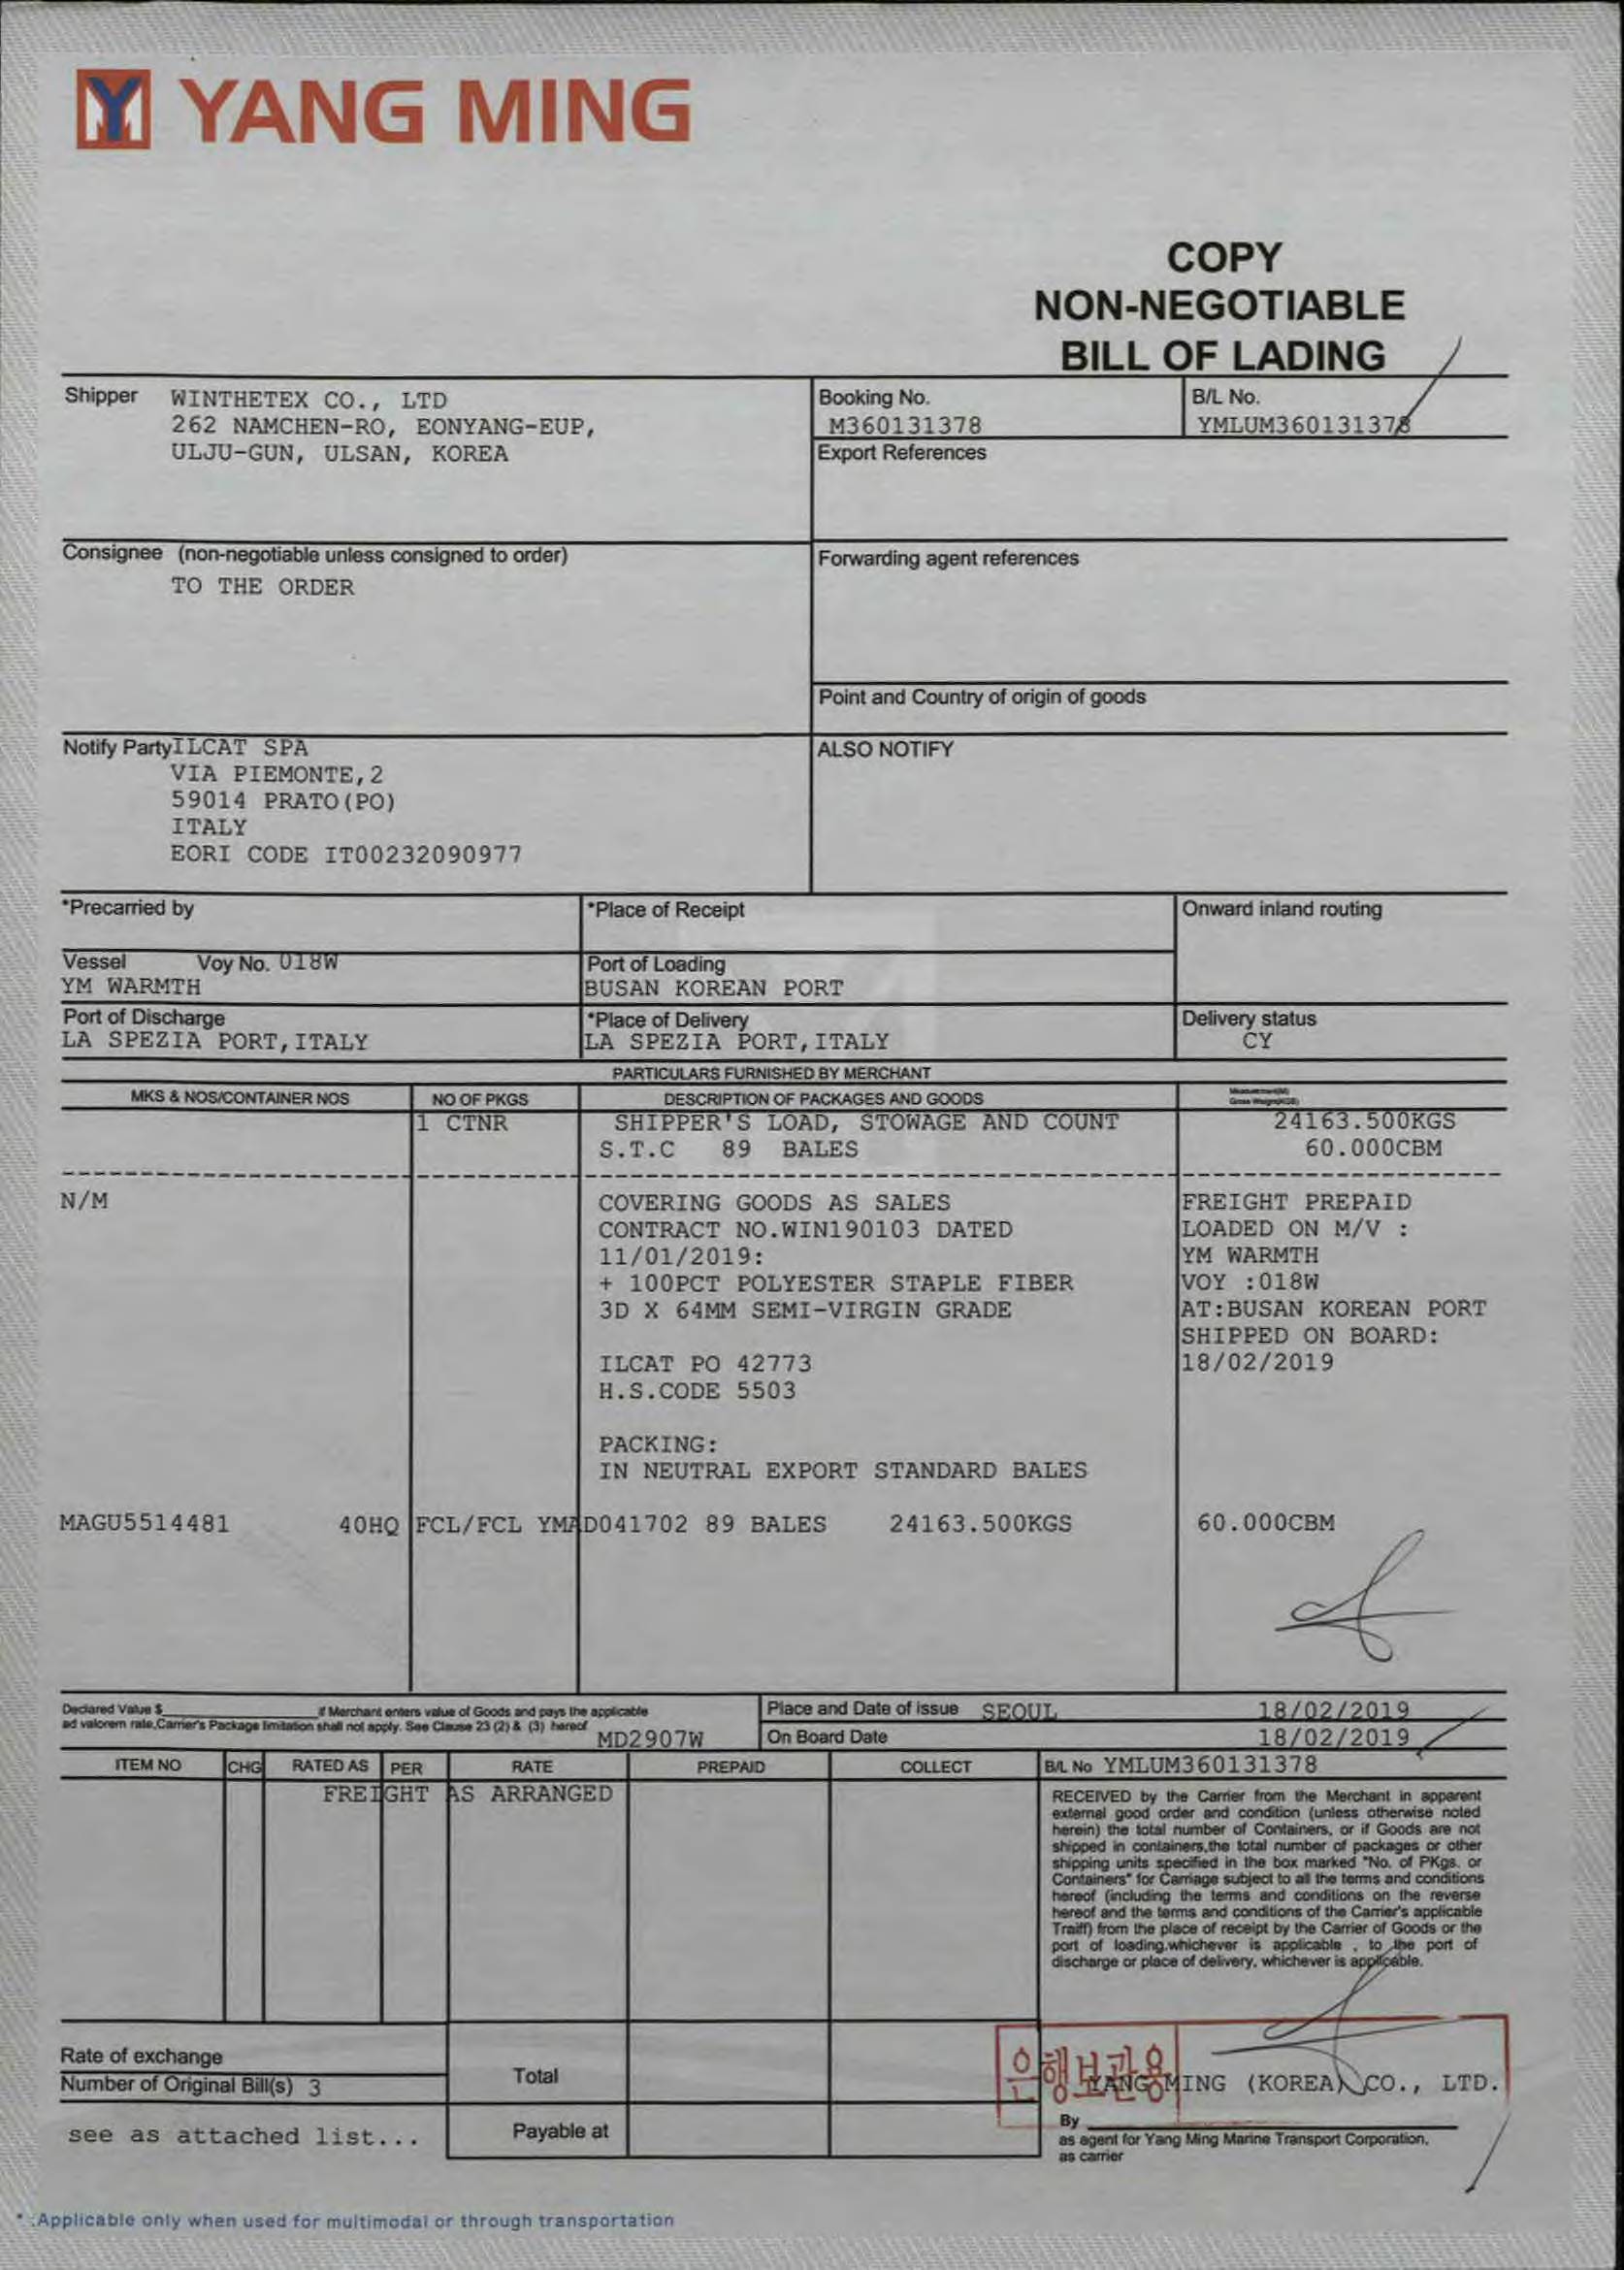 YANG MING
COPY
NON-NEGOTIABLE
BILL OF LADING
Shipper WINTHETEX CO., LTD
262 NAMCHEN-RO, EONYANG-EUP,
ULJU-GUN, ULSAN, KOREA
Booking No.
M360131378
B/L No.
YMLUM360131378
Export References
Consignee (non-negotiable unless consigned to order)
TO THE ORDER
Forwarding agent references
Point and Country of origin of goods
Notify Party ILCAT SPA
VIA PIEMONTE,2
59014 PRATO(PO)
ITALY
EORI CODE IT00232090977
ALSO NOTIFY
*Precarried by
*Place of Receipt
Onward inland routing
Vessel Voy No. 018W
YM WARMTH
Port of Loading
BUSAN KOREAN PORT
Port of Discharge
LA SPEZIA PORT,ITALY
*Place of Delivery
LA SPEZIA PORT,ITALY
Delivery status
CY
PARTICULARS FURNISHED BY MERCHANT
MKS & NOS/CONTAINER NOS NO OF PKGS DESCRIPTION OF PACKAGES AND GOODS Measurement(M)
Gross Weight(KGS)
1 CTNR SHIPPER'S LOAD, STOWAGE AND COUNT 24163.500KGS
S.T.C 89 BALES 60.000CBM
N/M
COVERING GOODS AS SALES
CONTRACT NO.WIN190103 DATED
11/01/2019:
+ 100PCT POLYESTER STAPLE FIBER
3D X 64MM SEMI-VIRGIN GRADE
ILCAT PO 42773
H.S.CODE 5503
PACKING:
IN NEUTRAL EXPORT STANDARD BALES
FREIGHT PREPAID
LOADED ON M/V :
YM WARMTH
VOY :018W
AT:BUSAN KOREAN PORT
SHIPPED ON BOARD:
18/02/2019
MAGU5514481 40HQ FCL/FCL YMAD041702 89 BALES 24163.500KGS 60.000CBM
Declared Value $ if Merchant enters value of Goods and pays the applicable
ad valorem rate,Carrier's Package limitation shall not apply. See Clause 23 (2) & (3) hereof
MD2907W
Place and Date of issue SEOUL 18/02/2019
On Board Date 18/02/2019
ITEM NO CHG RATED AS PER RATE PREPAID COLLECT B/L No YMLUM360131378
FREIGHT AS ARRANGED
RECEIVED by the Carrier from the Merchant in apparent
external good order and condition (unless otherwise noted
herein) the total number of Containers, or if Goods are not
shipped in containers,the total number of packages or other
shipping units specified in the box marked "No. of PKgs. or
Containers" for Carriage subject to all the terms and conditions
hereof (including the terms and conditions on the reverse
hereof and the terms and conditions of the Carrier's applicable
Traiff) from the place of receipt by the Carrier of Goods or the
port of loading,whichever is applicable , to the port of
discharge or place of delivery, whichever is applicable.
Rate of exchange
Number of Original Bill(s) 3
see as attached list...
Total
Payable at
은행보관용
YANG MING (KOREA) CO., LTD.
By
as agent for Yang Ming Marine Transport Corporation,
as carrier
* :Applicable only when used for multimodal or through transportation